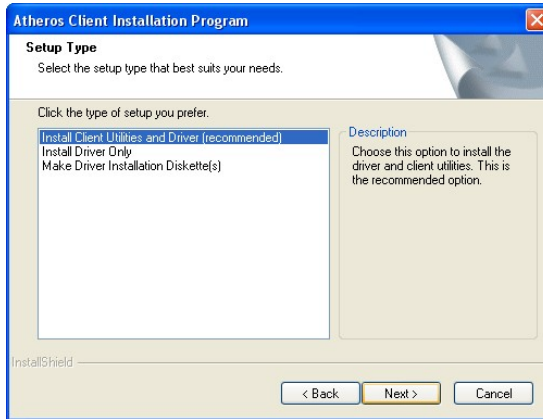 Atheros Client Installation Program
Setup Type
Select the setup type that best suits your needs.
Click the type of setup you prefer.
Install Client Utilities and Driver (recommended)
Install Driver Only
Make Driver Installation Diskette(s)
Description
Choose this option to install the
driver and client utilities. This is
the recommended option.
InstallShield
< Back
Next >
Cancel